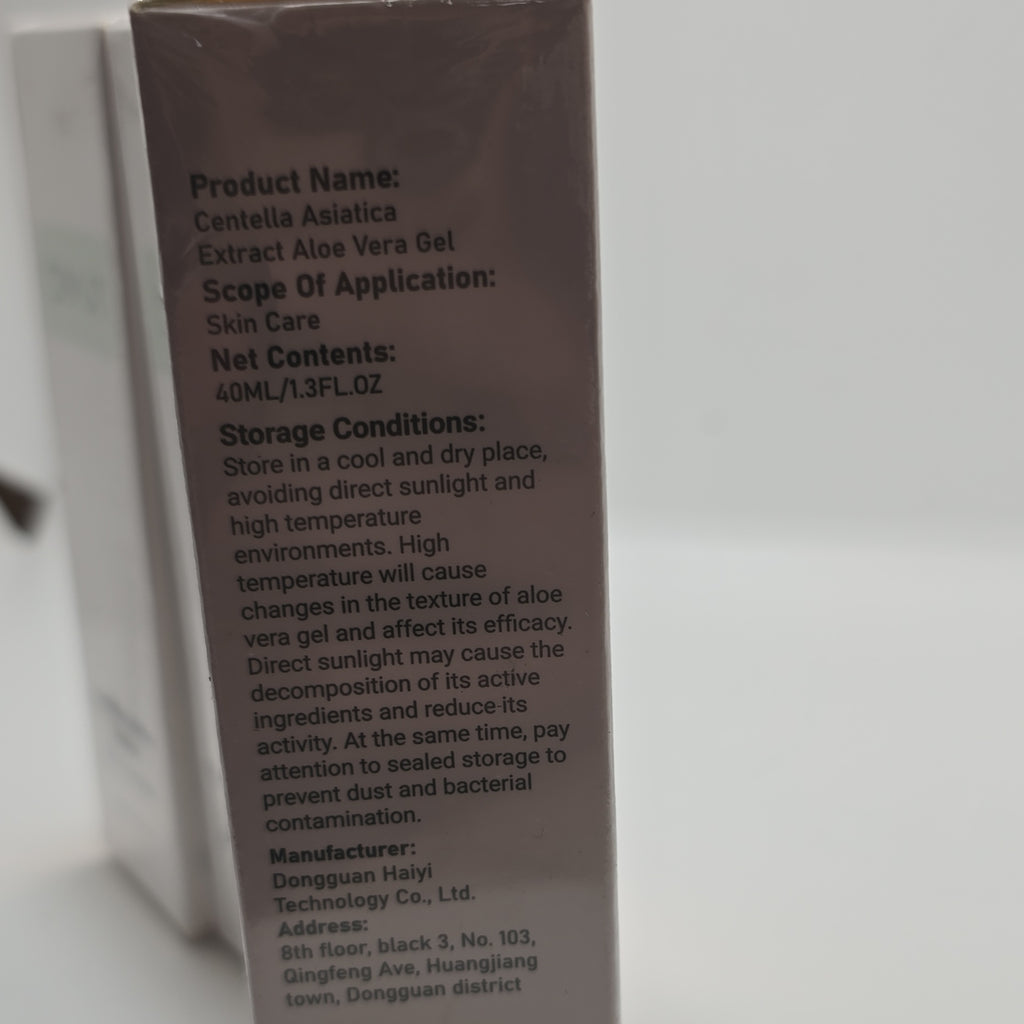 Product Name:
Centella Asiatica
Extract Aloe Vera Gel
Scope Of Application:
Skin Care
Net Contents:
40ML/1.3FL.OZ
Storage Conditions:
Store in a cool and dry place,
avoiding direct sunlight and
high temperature
environments. High
temperature will cause
changes in the texture of aloe
vera gel and affect its efficacy.
Direct sunlight may cause the
decomposition of its active
ingredients and reduce its
activity. At the same time, pay
attention to sealed storage to
prevent dust and bacterial
contamination.
Manufacturer:
Dongguan Haiyi
Technology Co., Ltd.
Address:
8th floor, black 3, No. 103,
Qingfeng Ave, Huangjiang
town, Dongguan district